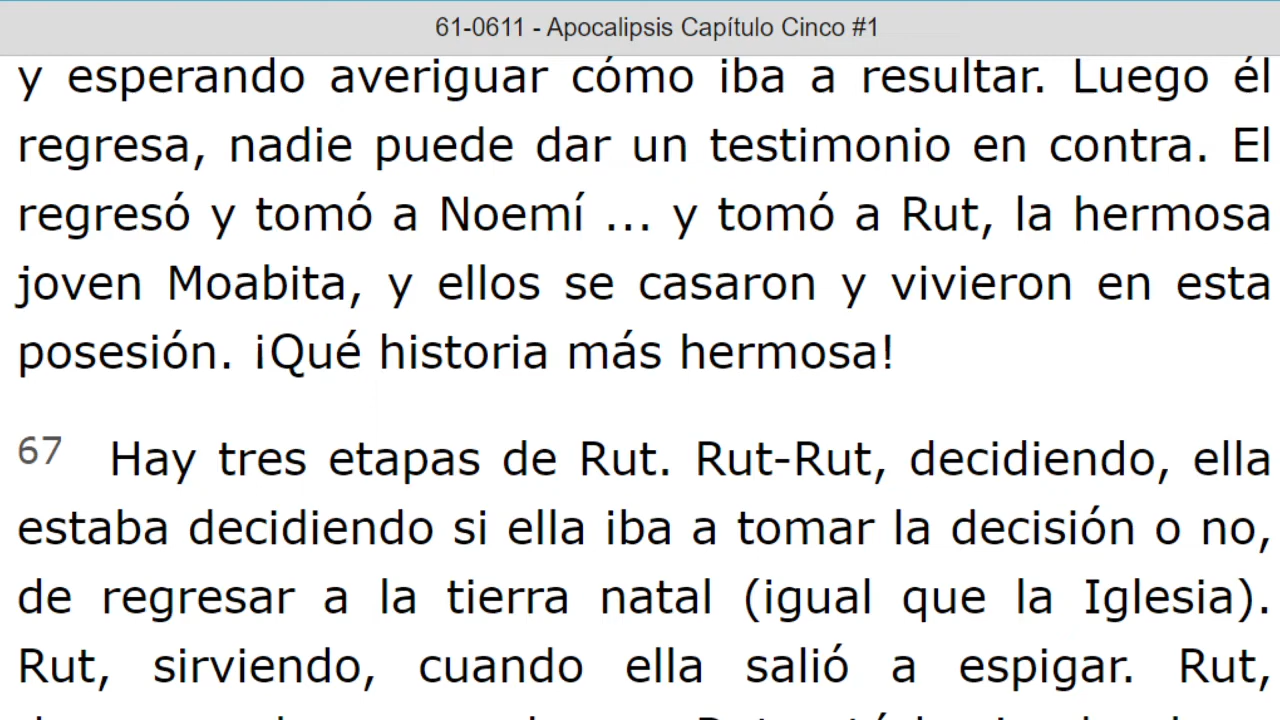 61-0611 - Apocalipsis Capítulo Cinco #1
y esperando averiguar cómo iba a resultar. Luego él
regresa, nadie puede dar un testimonio en contra. El
regresó y tomó a Noemí ... y tomó a Rut, la hermosa
joven Moabita, y ellos se casaron y vivieron en esta
posesión. ¡Qué historia más hermosa!
67 Hay tres etapas de Rut. Rut-Rut, decidiendo, ella
estaba decidiendo si ella iba a tomar la decisión o no,
de regresar a la tierra natal (igual que la Iglesia).
Rut, sirviendo, cuando ella salió a espigar. Rut,